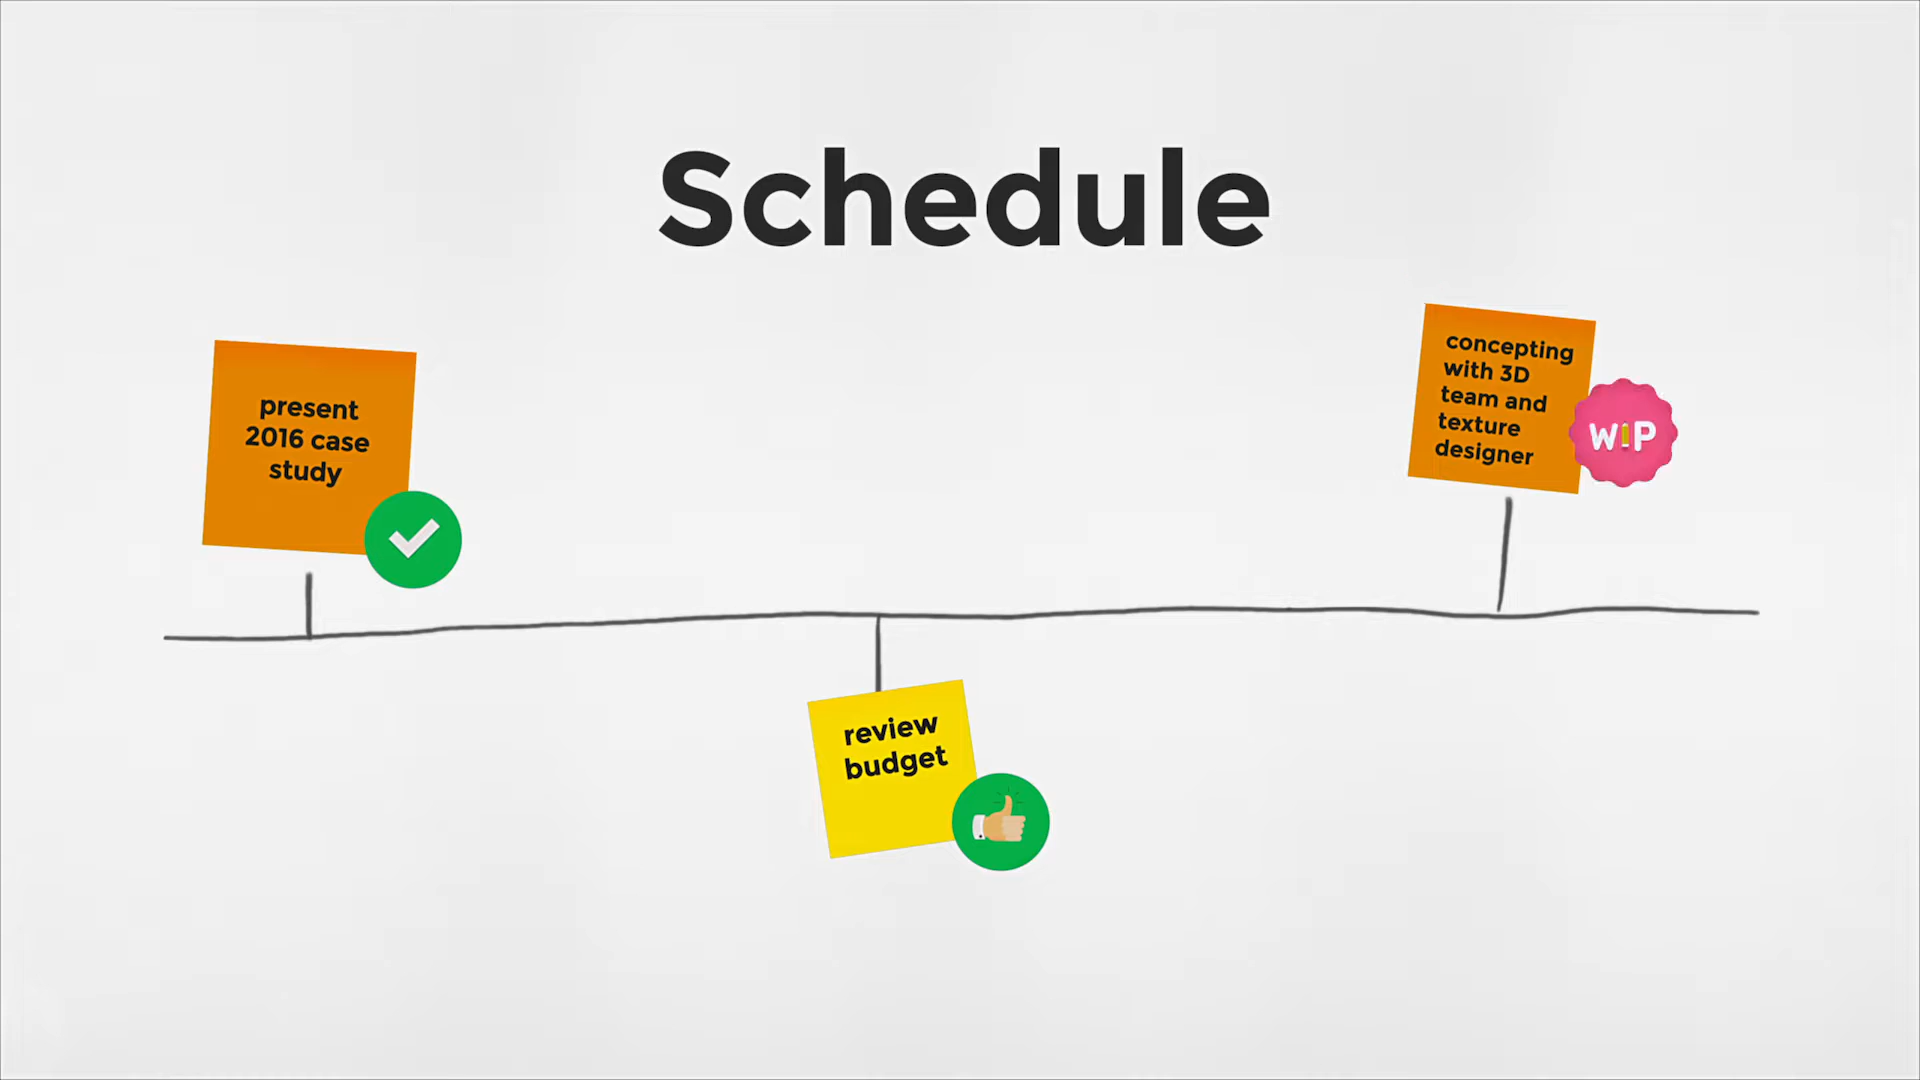 Schedule
present
2016 case
study
concepting
with 3D
team and
texture
designer
WIP
review
budget